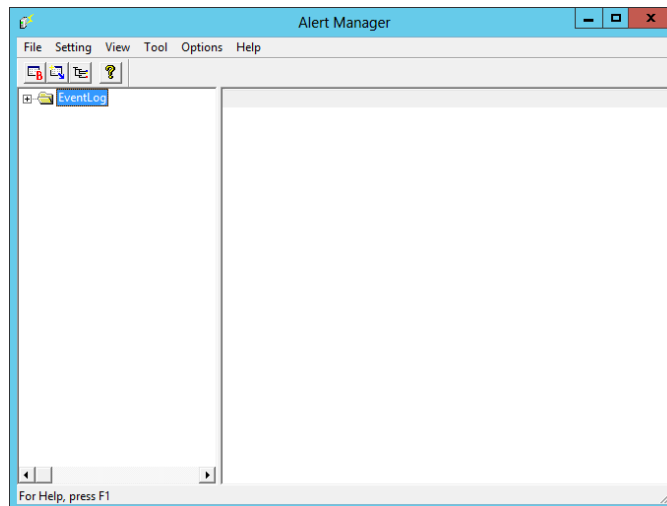 Alert Manager
File Setting View Tool Options Help
EventLog
For Help, press F1